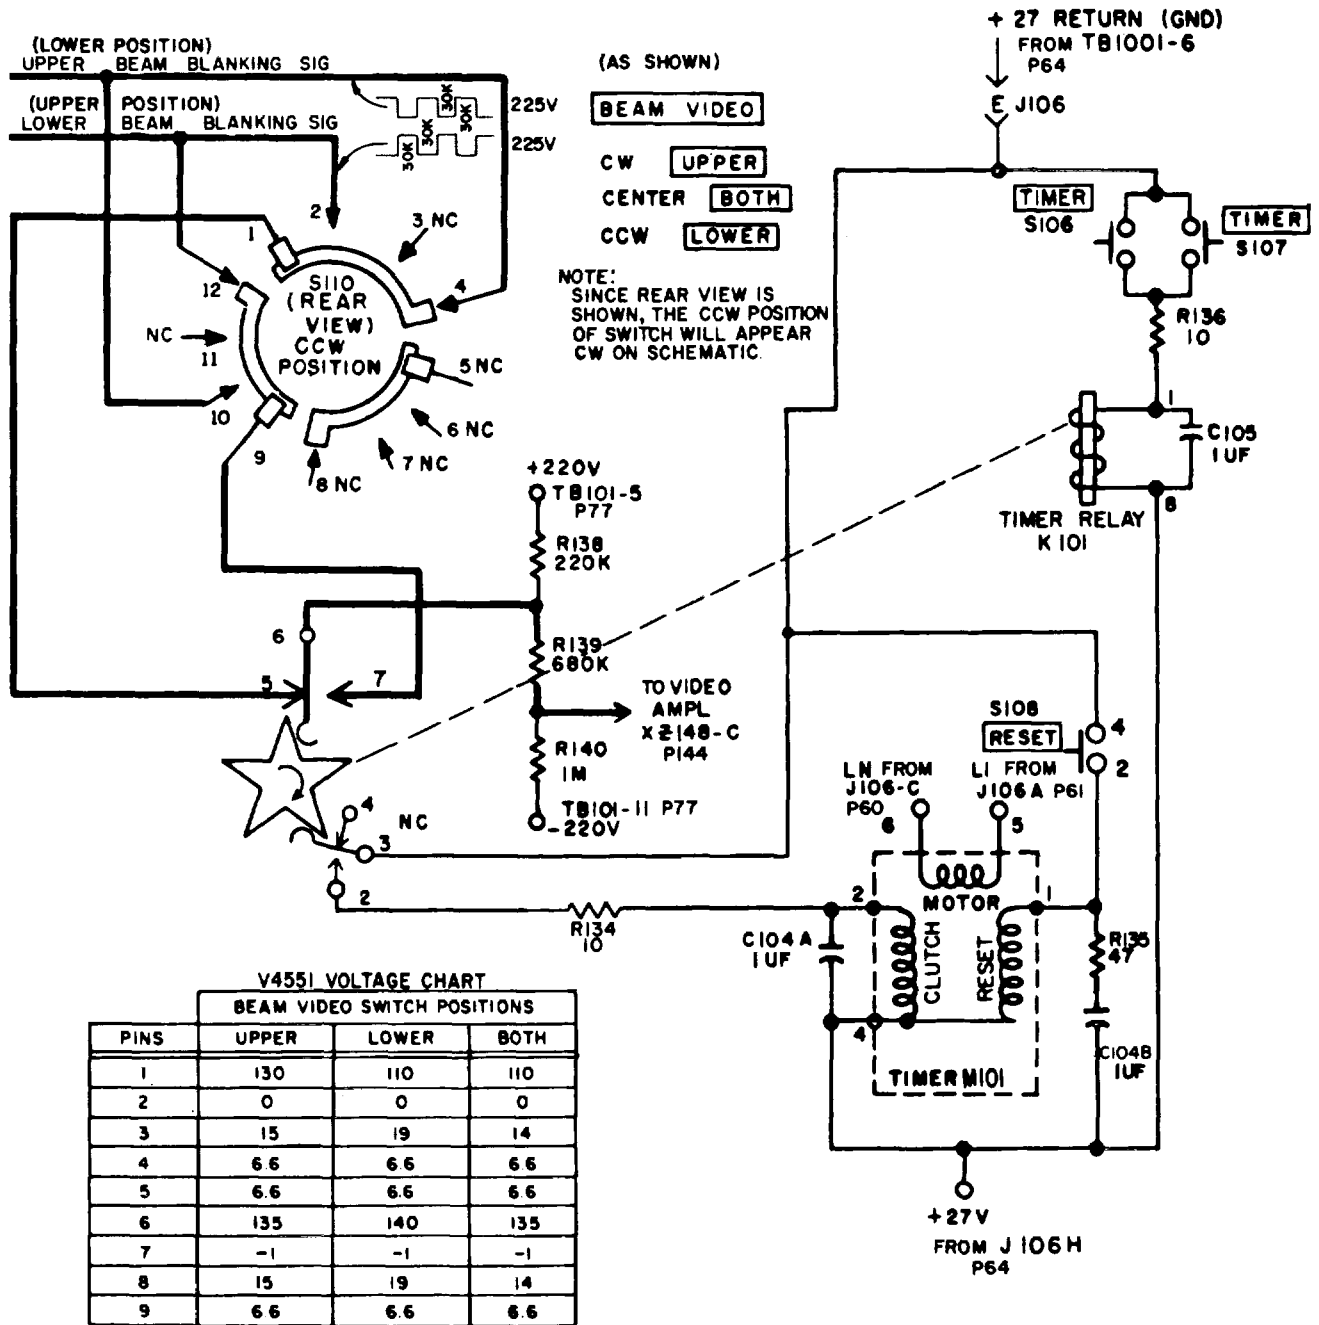 + 27 RETURN (GND)
FROM TB1001-6
P64
E J106
(LOWER POSITION)
UPPER BEAM BLANKING SIG
(UPPER POSITION)
LOWER BEAM BLANKING SIG
30K
30K
30K
30K
225V
225V
(AS SHOWN)
BEAM VIDEO
CW UPPER
CENTER BOTH
CCW LOWER
NOTE:
SINCE REAR VIEW IS
SHOWN, THE CCW POSITION
OF SWITCH WILL APPEAR
CW ON SCHEMATIC.
1
2
3 NC
4
5 NC
6 NC
7 NC
8 NC
9
10
NC
11
12
S110
(REAR
VIEW)
CCW
POSITION
TIMER
S106
TIMER
S107
R136
10
1
C105
1UF
8
TIMER RELAY
K101
+220V
TB101-5
P77
R138
220K
R139
680K
TO VIDEO
AMPL
XZ148-C
P144
R140
1M
TB101-11 P77
-220V
6
5
7
4
NC
3
2
R134
10
S108
RESET
4
2
LN FROM
J106-C
P60
6
L1 FROM
J106A P61
5
MOTOR
2
1
CLUTCH
RESET
4
TIMER M101
C104A
1UF
R135
47
C104B
1UF
+27V
FROM J106H
P64
V4551 VOLTAGE CHART
BEAM VIDEO SWITCH POSITIONS
PINS UPPER LOWER BOTH
1 130 110 110
2 0 0 0
3 15 19 14
4 6.6 6.6 6.6
5 6.6 6.6 6.6
6 135 140 135
7 -1 -1 -1
8 15 19 14
9 6.6 6.6 6.6